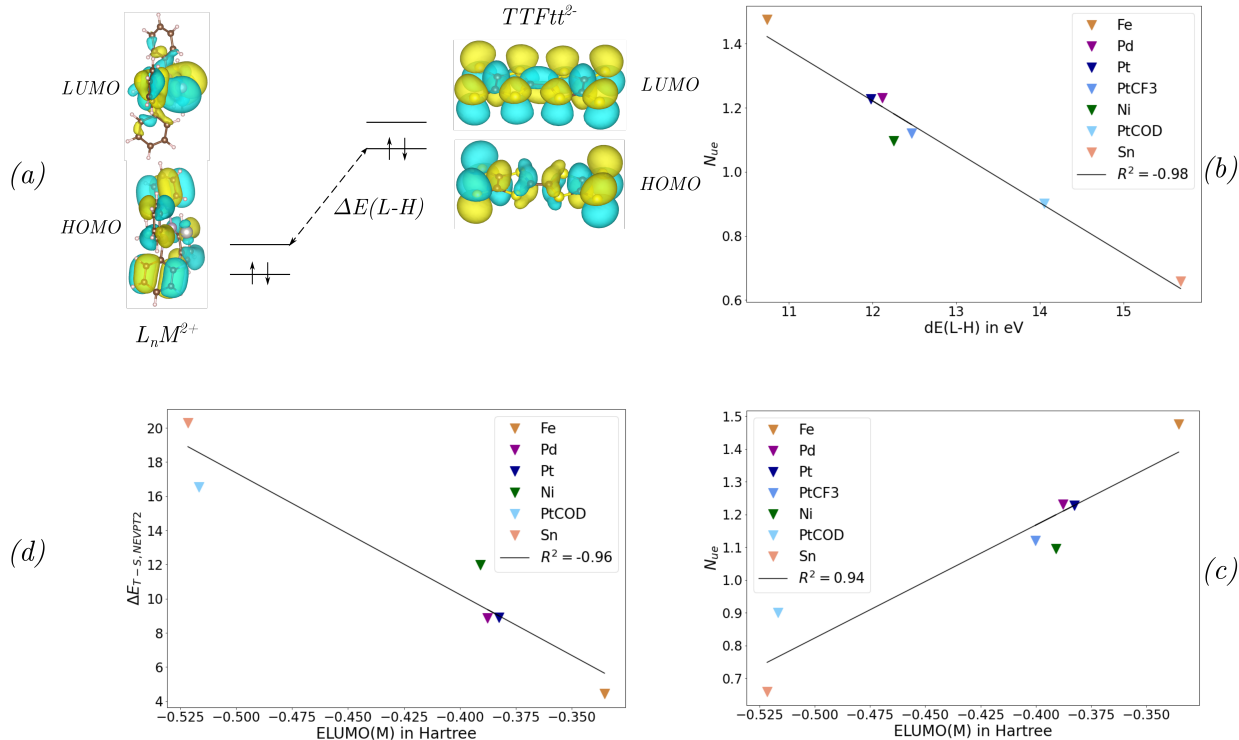 (a)
LUMO
HOMO
LnM2+
ΔE(L-H)
TTFtt2-
LUMO
HOMO
(b)
1.4
1.2
1.0
0.8
0.6
Nue
11
12
13
14
15
dE(L-H) in eV
Fe
Pd
Pt
PtCF3
Ni
PtCOD
Sn
R2 = -0.98
(d)
20
18
16
14
12
10
8
6
4
ΔET−S,NEVPT2
−0.525
−0.500
−0.475
−0.450
−0.425
−0.400
−0.375
−0.350
ELUMO(M) in Hartree
Fe
Pd
Pt
Ni
PtCOD
Sn
R2 = -0.96
(c)
1.5
1.4
1.3
1.2
1.1
1.0
0.9
0.8
0.7
Nue
−0.525
−0.500
−0.475
−0.450
−0.425
−0.400
−0.375
−0.350
ELUMO(M) in Hartree
Fe
Pd
Pt
PtCF3
Ni
PtCOD
Sn
R2 = 0.94